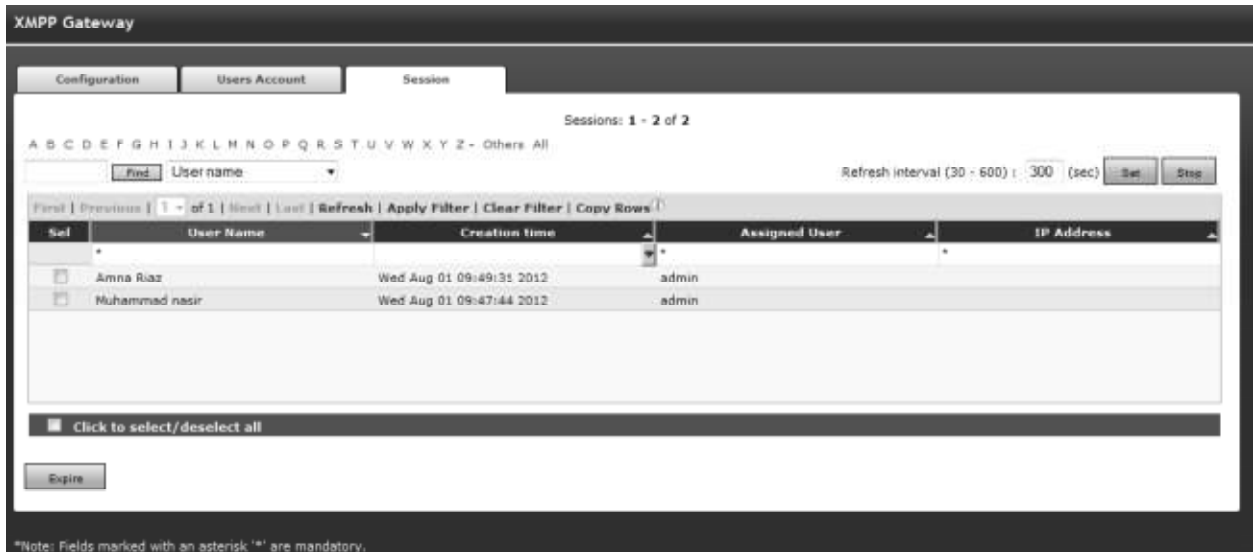 XMPP Gateway
Configuration Users Account Session
Sessions: 1 - 2 of 2
A B C D E F G H I J K L M N O P Q R S T U V W X Y Z - Others All
Find User name Refresh interval (30 - 600) : 300 (sec) Set Stop
First | Previous | 1 of 1 | Next | Last | Refresh | Apply Filter | Clear Filter | Copy Rows
Sel User Name Creation time Assigned User IP Address
* * *
Amna Riaz Wed Aug 01 09:49:31 2012 admin
Muhammad nasir Wed Aug 01 09:47:44 2012 admin
Click to select/deselect all
Expire
*Note: Fields marked with an asterisk '*' are mandatory.